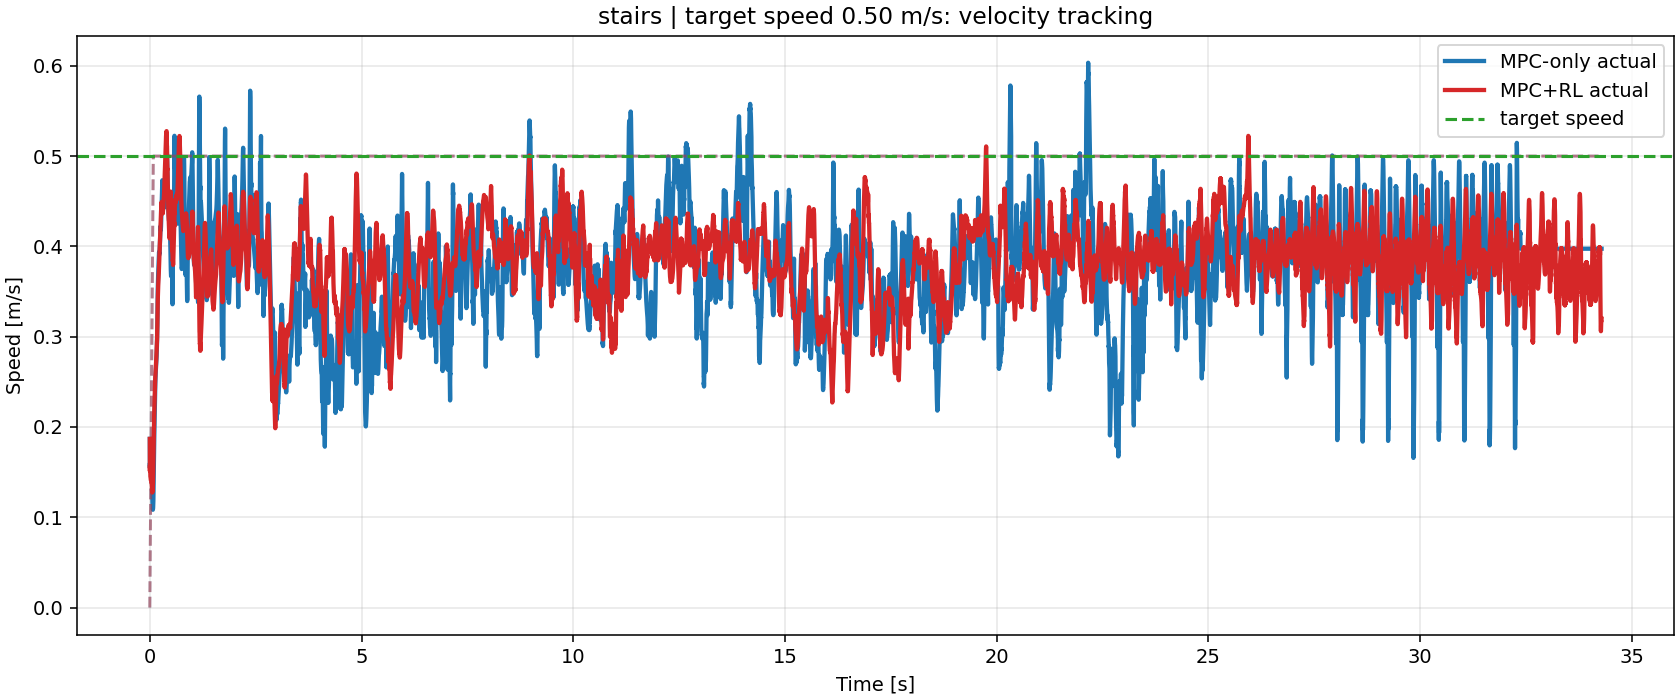 stairs | target speed 0.50 m/s: velocity tracking
MPC-only actual
MPC+RL actual
target speed
Speed [m/s]
0.6
0.5
0.4
0.3
0.2
0.1
0.0
0
5
10
15
20
25
30
35
Time [s]